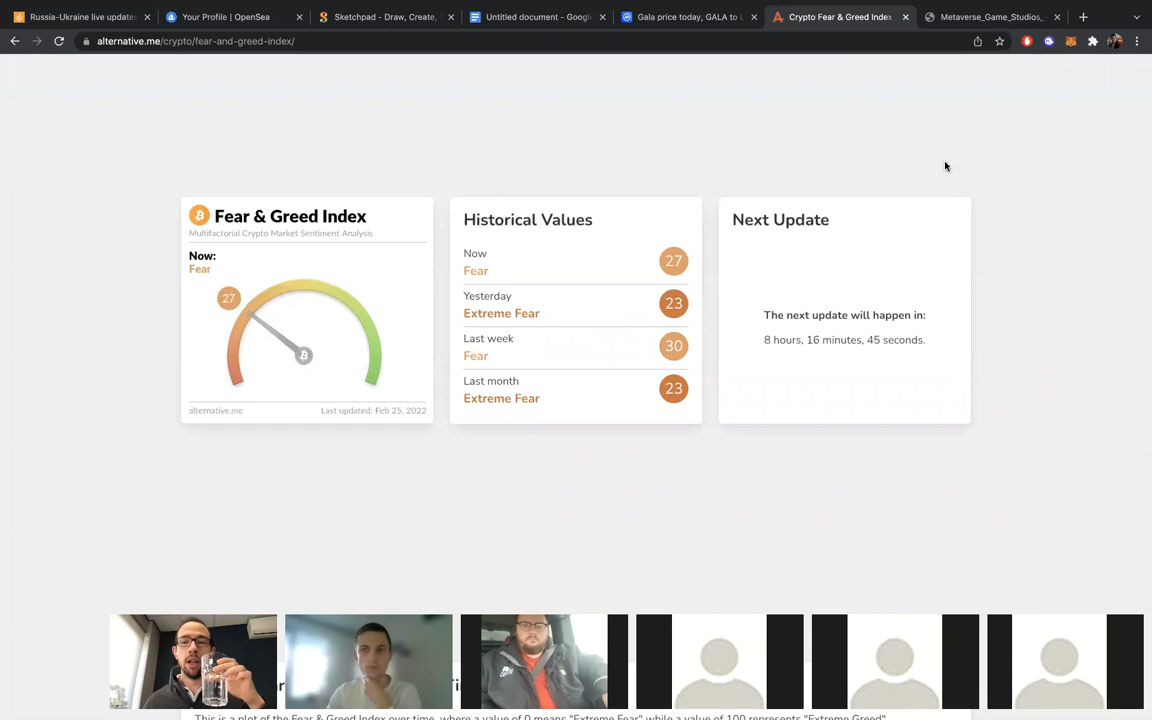 Russia-Ukraine live updates
Your Profile | OpenSea
Sketchpad - Draw, Create,
Untitled document - Google
Gala price today, GALA to
Crypto Fear & Greed Index
Metaverse_Game_Studios_
alternative.me/crypto/fear-and-greed-index/
Fear & Greed Index
Multifactorial Crypto Market Sentiment Analysis
Now:
Fear
27
alternative.me
Last updated: Feb 25, 2022
Historical Values
Now
Fear
27
Yesterday
Extreme Fear
23
Last week
Fear
30
Last month
Extreme Fear
23
Next Update
The next update will happen in:
8 hours, 16 minutes, 45 seconds.
This is a plot of the Fear & Greed Index over time, where a value of 0 means "Extreme Fear" while a value of 100 represents "Extreme Greed"